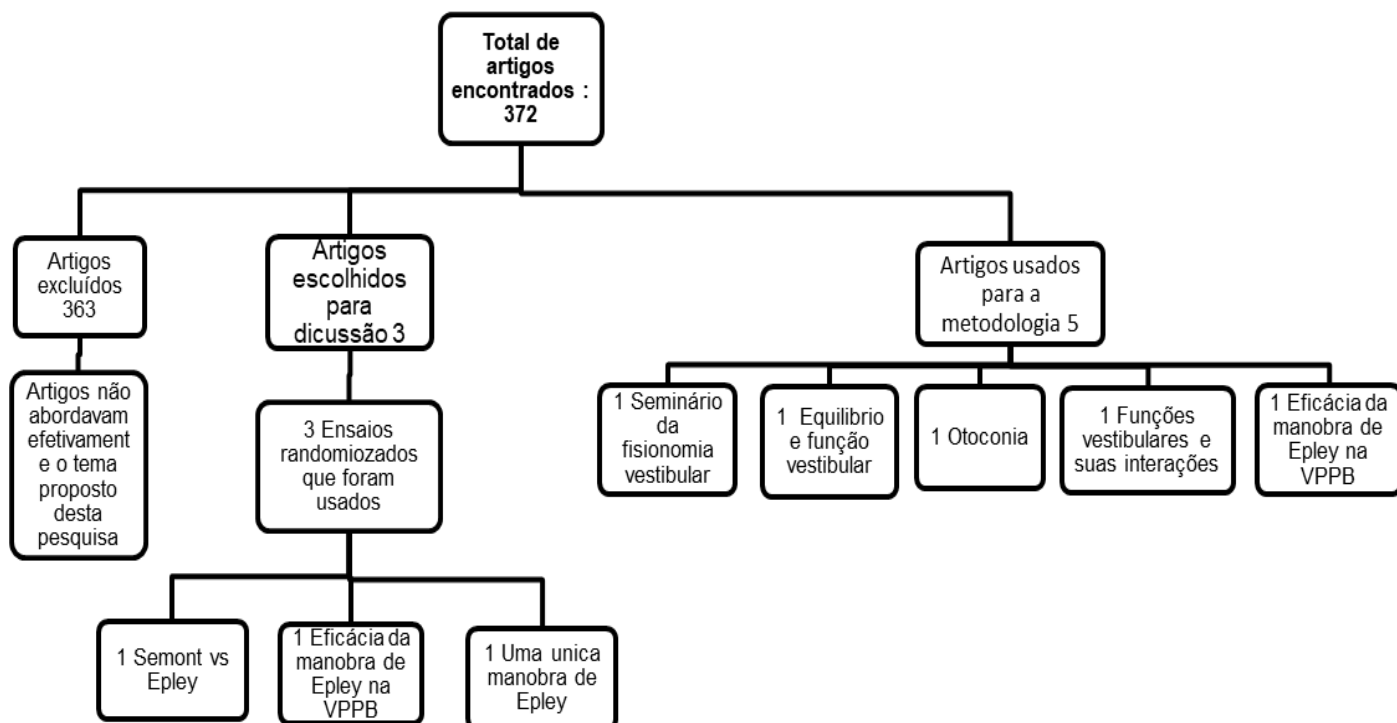 Total de
artigos
encontrados :
372
Artigos
excluídos
363
Artigos
escolhidos
para
dicussão 3
Artigos usados
para a
metodologia 5
Artigos não
abordavam
efetivament
e o tema
proposto
desta
pesquisa
3 Ensaios
randomiozados
que foram
usados
1 Seminário
da
fisionomia
vestibular
1 Equilibrio
e função
vestibular
1 Otoconia
1 Funções
vestibulares e
suas interações
1 Eficácia da
manobra de
Epley na
VPPB
1 Semont vs
Epley
1 Eficácia da
manobra de
Epley na
VPPB
1 Uma unica
manobra de
Epley